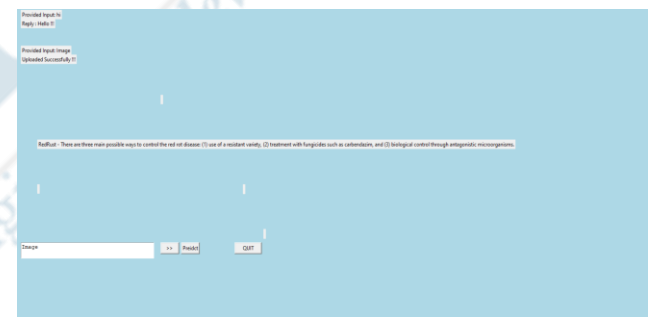 Provided Input: hi
Reply : Hello !!
Provided Input: Image
Uploaded Successfully !!!
RedRust - There are three main possible ways to control the red rot disease: (1) use of a resistant variety, (2) treatment with fungicides such as carbendazim, and (3) biological control through antagonistic microorganisms.
Image >> Predict QUIT